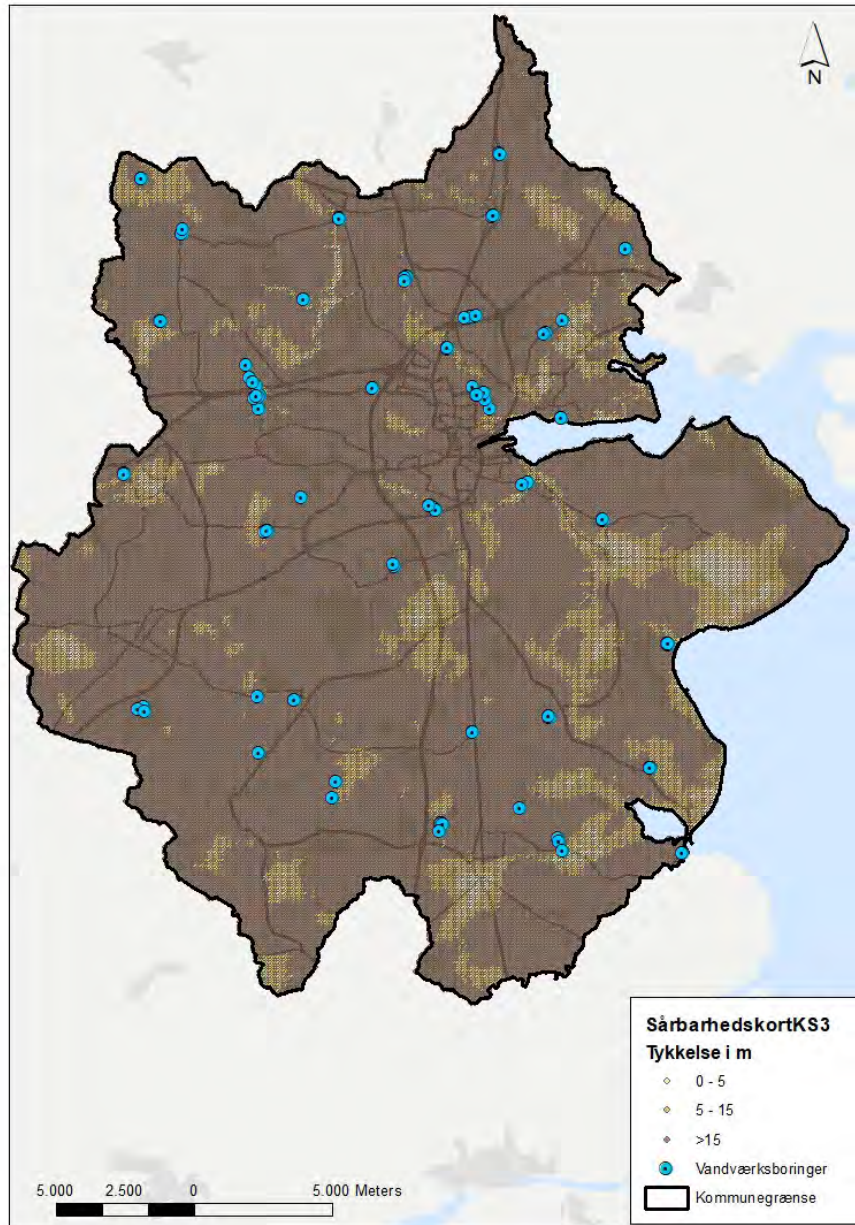 N
SårbarhedskortKS3
Tykkelse i m
0 - 5
5 - 15
>15
Vandværksboringer
Kommunegrænse
5.000 2.500 0 5.000 Meters